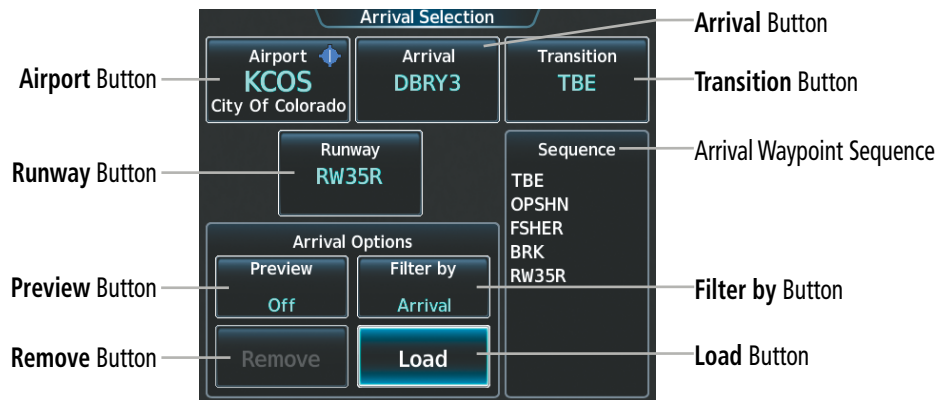 Arrival Selection
Arrival Button
Airport Button
Airport
KCOS
City Of Colorado
Arrival
DBRY3
Transition
TBE
Transition Button
Runway Button
Runway
RW35R
Sequence
Arrival Waypoint Sequence
TBE
OPSHN
FSHER
BRK
RW35R
Arrival Options
Preview Button
Preview
Off
Filter by
Arrival
Filter by Button
Remove Button
Remove
Load
Load Button